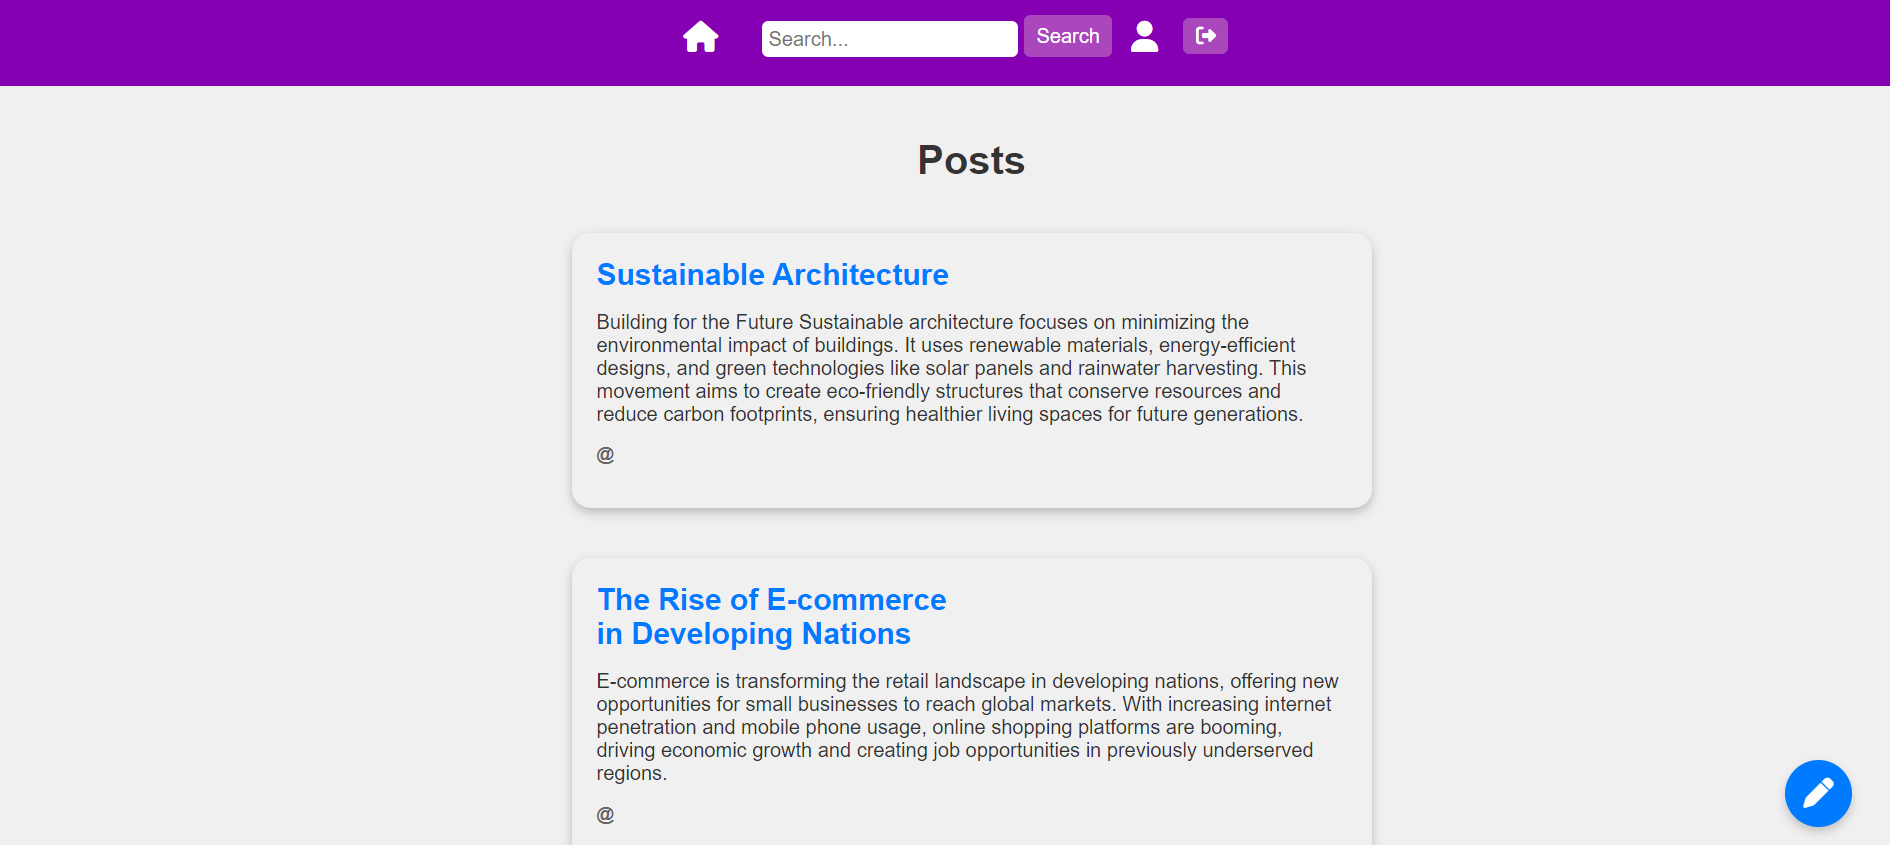 Search...
Search
Posts
Sustainable Architecture
Building for the Future Sustainable architecture focuses on minimizing the
environmental impact of buildings. It uses renewable materials, energy-efficient
designs, and green technologies like solar panels and rainwater harvesting. This
movement aims to create eco-friendly structures that conserve resources and
reduce carbon footprints, ensuring healthier living spaces for future generations.
@
The Rise of E-commerce
in Developing Nations
E-commerce is transforming the retail landscape in developing nations, offering new
opportunities for small businesses to reach global markets. With increasing internet
penetration and mobile phone usage, online shopping platforms are booming,
driving economic growth and creating job opportunities in previously underserved
regions.
@